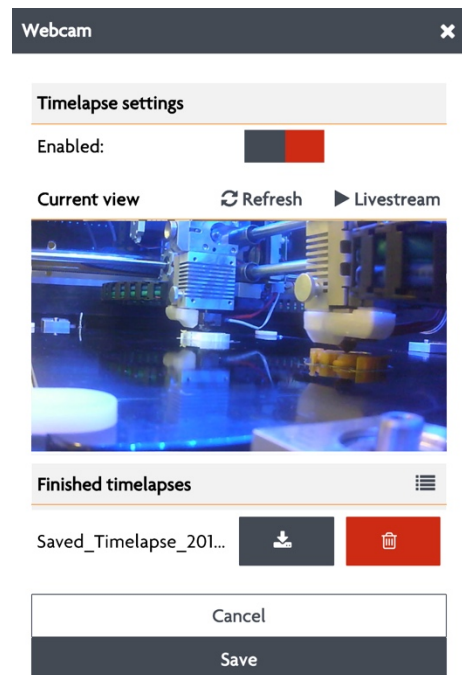 Webcam
Timelapse settings
Enabled:
Current view Refresh Livestream
Finished timelapses
Saved_Timelapse_201...
Cancel
Save